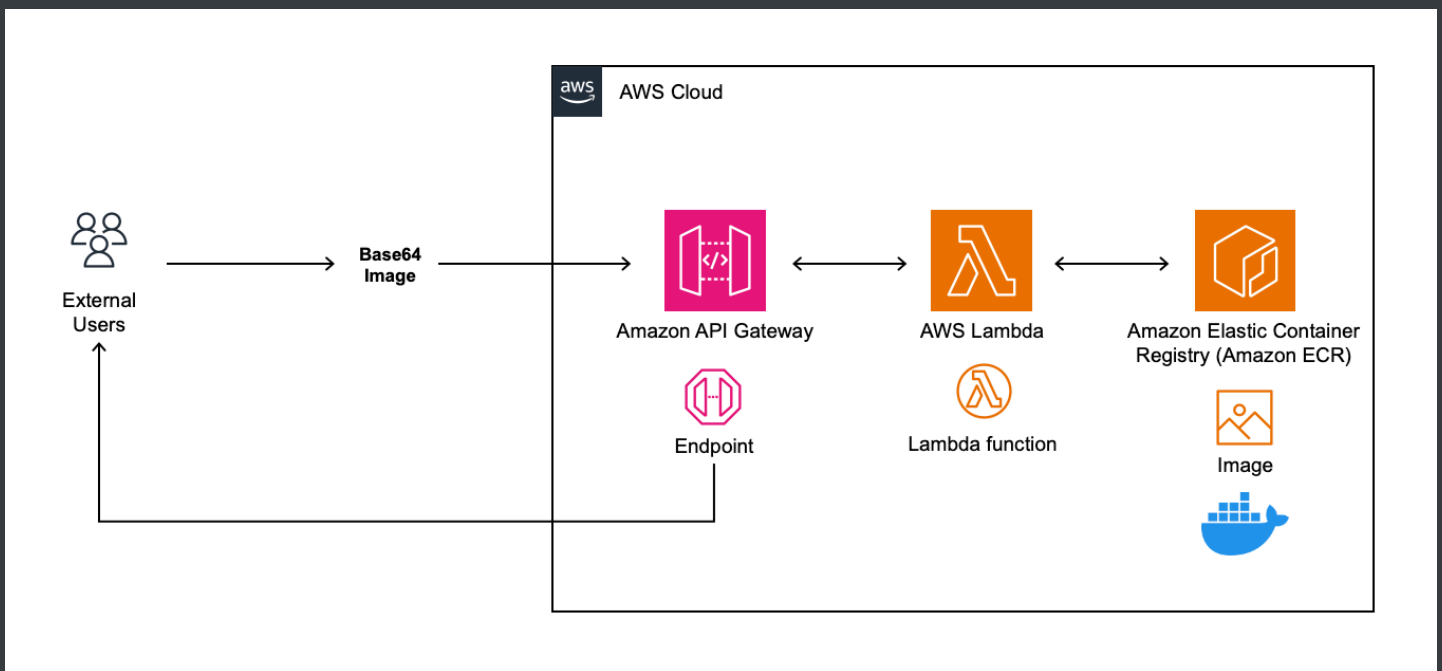 aws
AWS Cloud
External
Users
Base64
Image
</>
Amazon API Gateway
Endpoint
AWS Lambda
Lambda function
Amazon Elastic Container
Registry (Amazon ECR)
Image